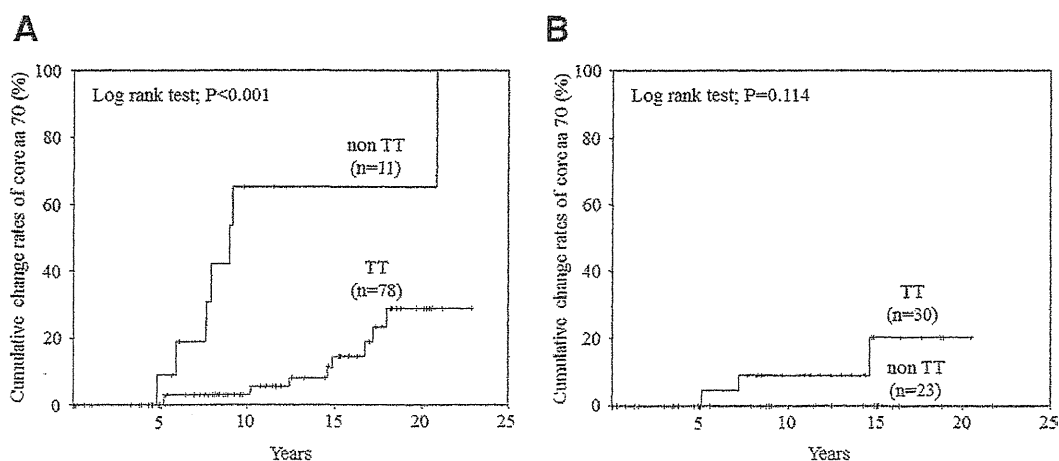 A
Cumulative change rates of core aa 70 (%)
100
80
60
40
20
0
Log rank test; P<0.001
non TT
(n=11)
TT
(n=78)
0 5 10 15 20 25
Years
B
Cumulative change rates of core aa 70 (%)
100
80
60
40
20
0
Log rank test; P=0.114
TT
(n=30)
non TT
(n=23)
0 5 10 15 20 25
Years